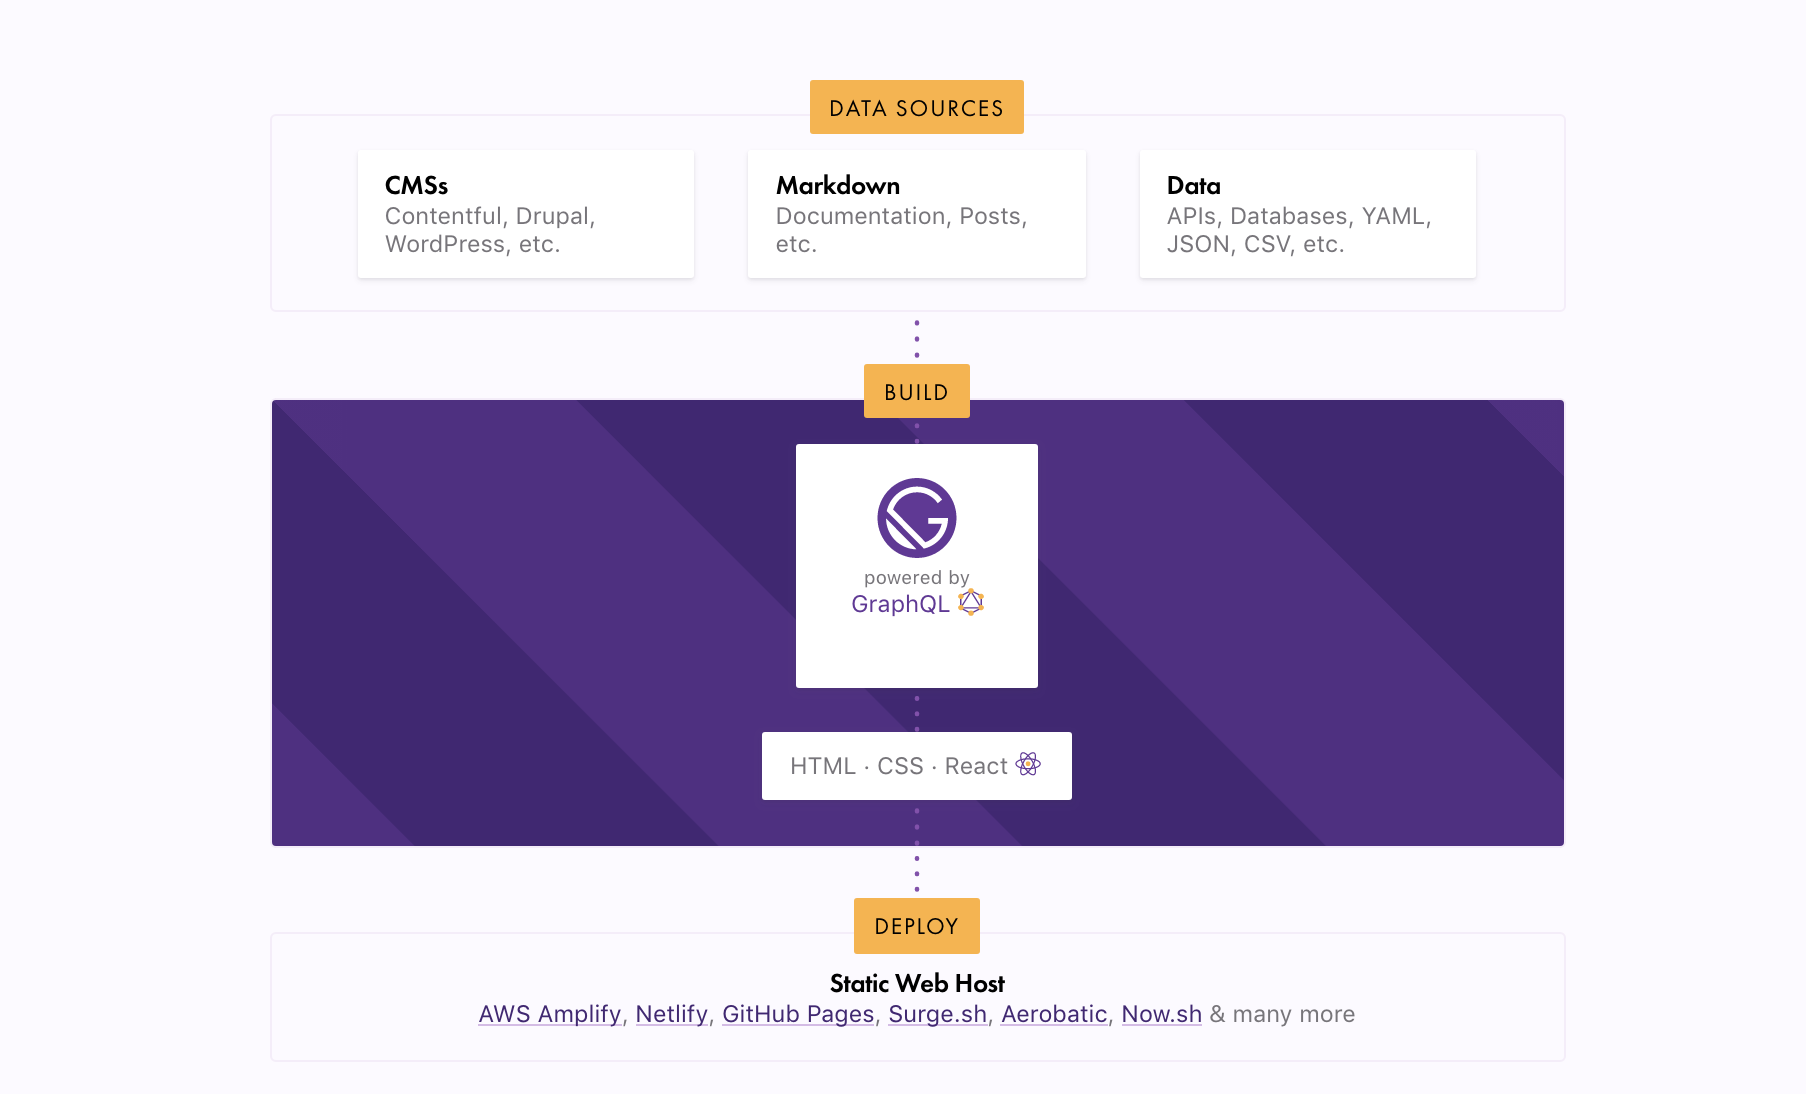 DATA SOURCES
CMSs
Contentful, Drupal,
WordPress, etc.
Markdown
Documentation, Posts,
etc.
Data
APIs, Databases, YAML,
JSON, CSV, etc.
BUILD
powered by
GraphQL
HTML · CSS · React
DEPLOY
Static Web Host
AWS Amplify, Netlify, GitHub Pages, Surge.sh, Aerobatic, Now.sh & many more